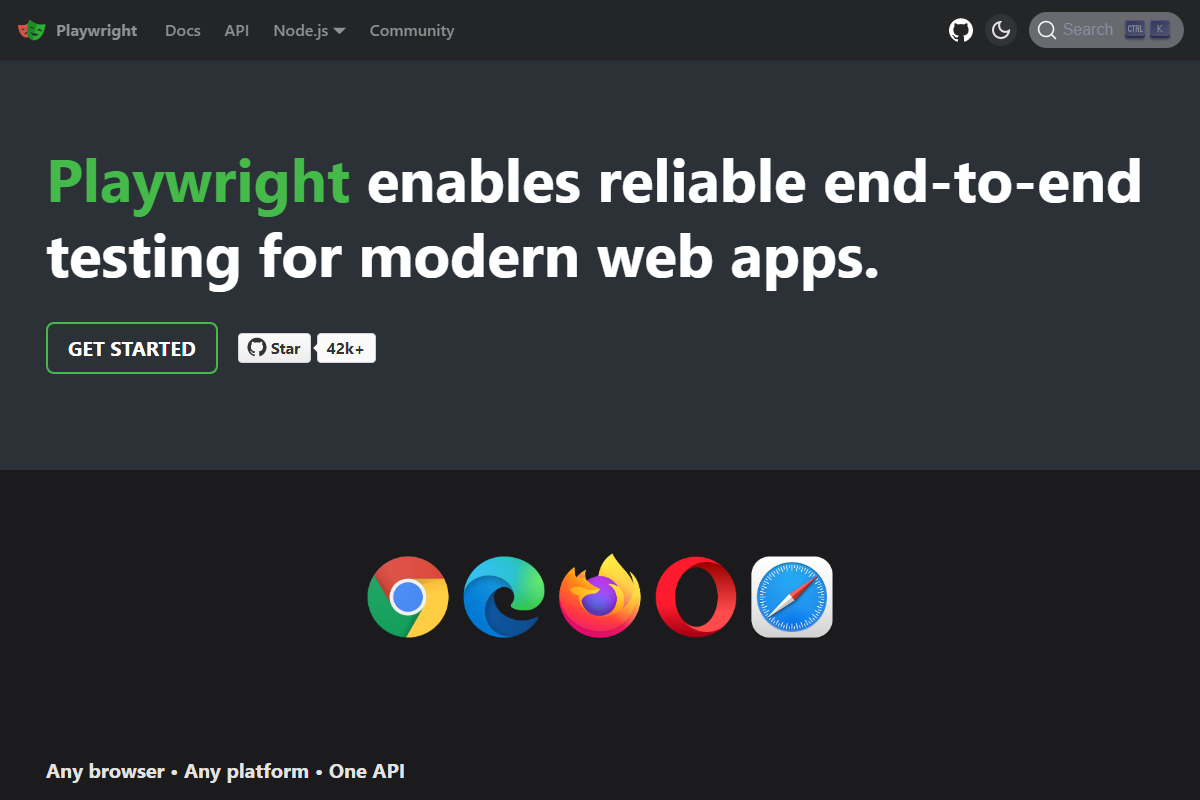 Playwright Docs API Node.js Community Search CTRL K
Playwright enables reliable end-to-end
testing for modern web apps.
GET STARTED Star 42k+
Any browser • Any platform • One API